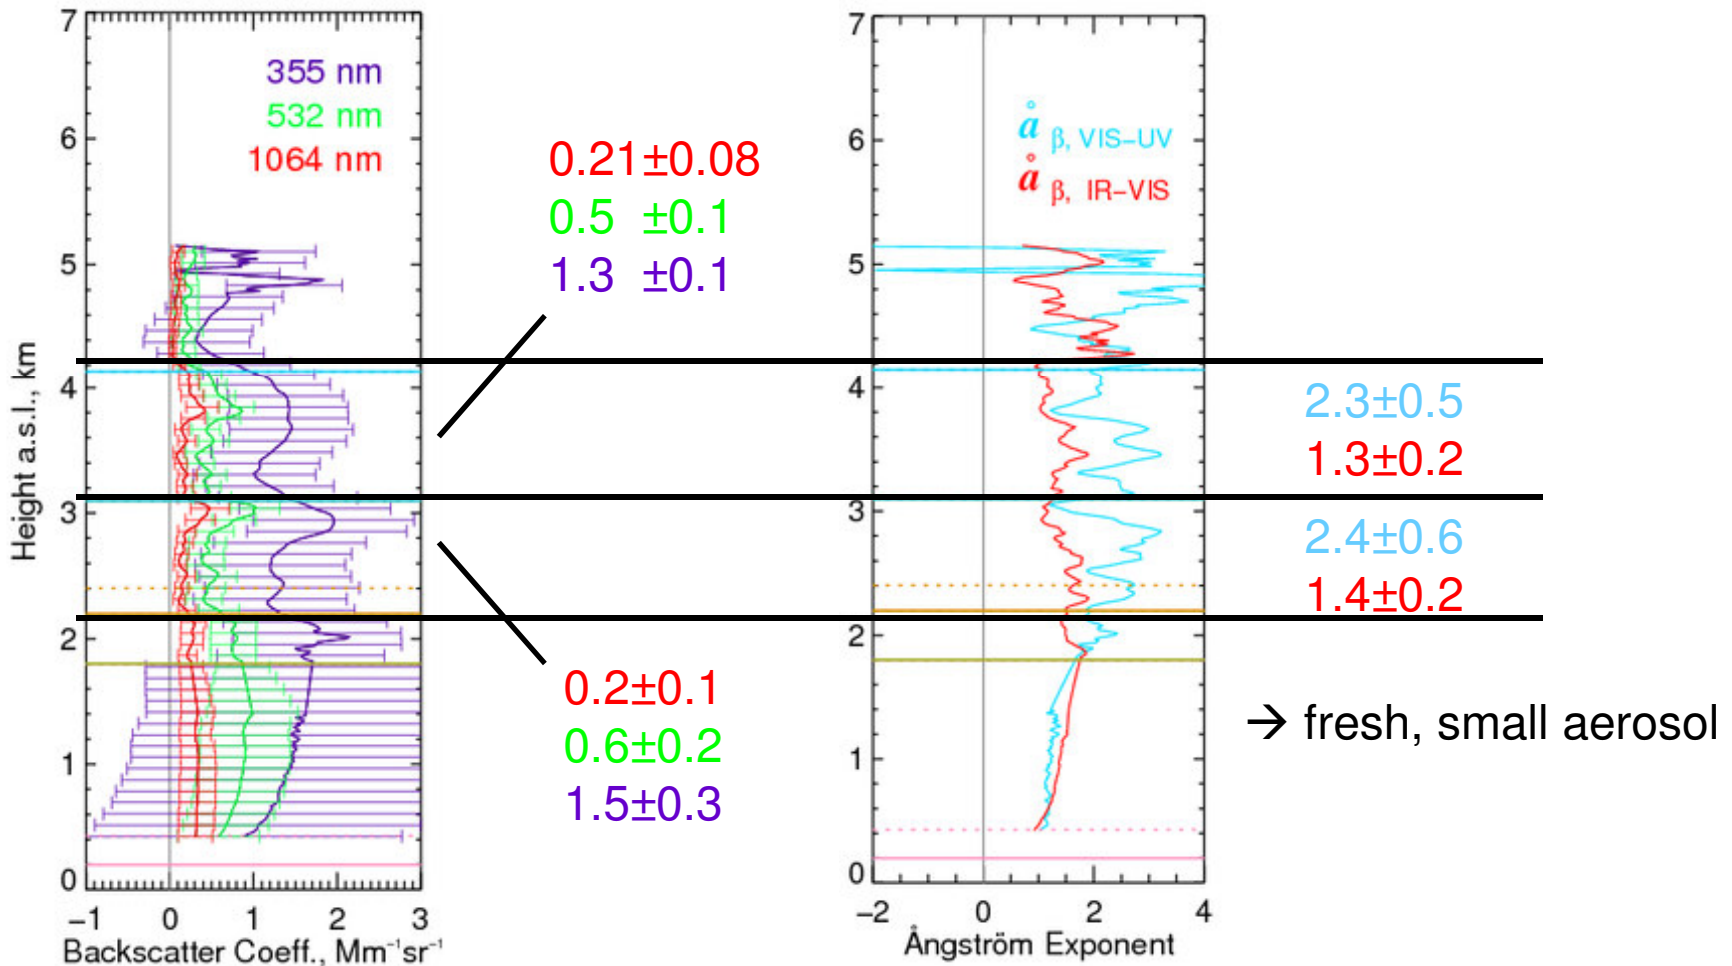 7
6
5
4
3
2
1
0
Height a.s.l., km
355 nm
532 nm
1064 nm
−1 0 1 2 3
Backscatter Coeff., Mm⁻¹sr⁻¹
0.21±0.08
0.5 ±0.1
1.3 ±0.1
0.2±0.1
0.6±0.2
1.5±0.3
7
6
5
4
3
2
1
0
å β, VIS−UV
å β, IR−VIS
−2 0 2 4
Ångström Exponent
2.3±0.5
1.3±0.2
2.4±0.6
1.4±0.2
→ fresh, small aerosol